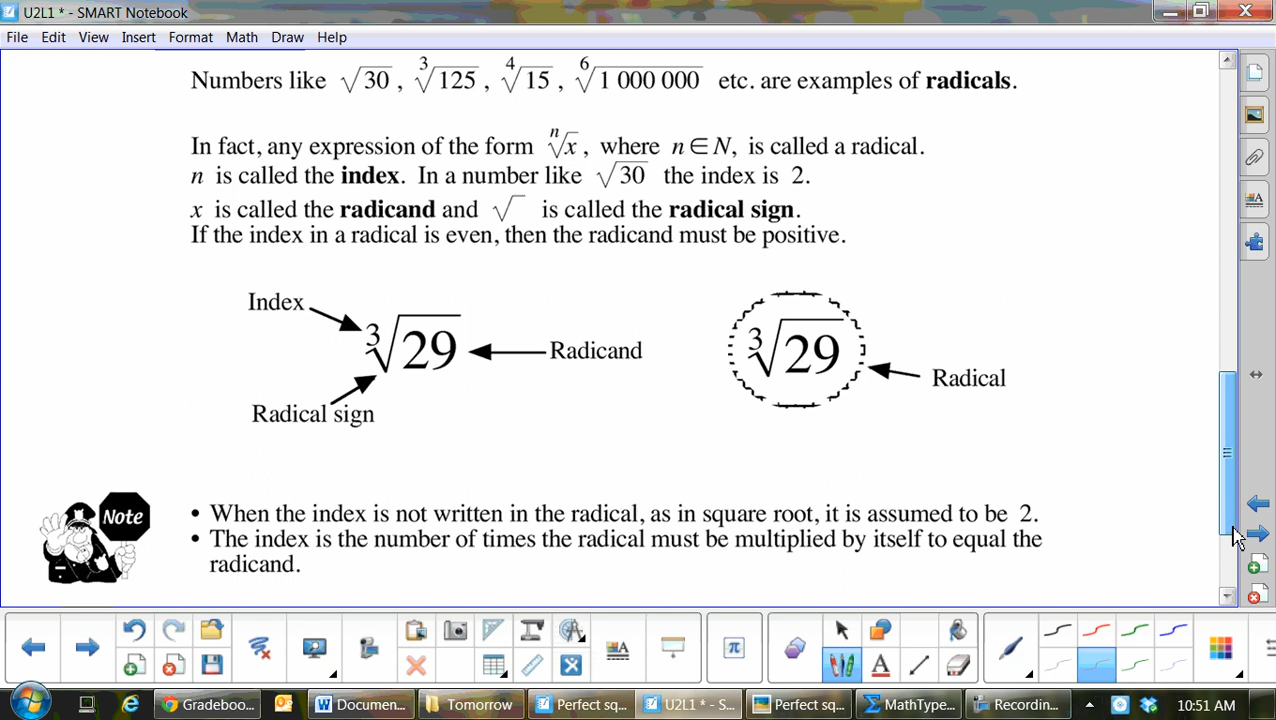 U2L1 * - SMART Notebook
File Edit View Insert Format Math Draw Help
Numbers like √30 , ∛125 , ∜15 , ⁶√1 000 000 etc. are examples of radicals.
In fact, any expression of the form ⁿ√x , where n ∈ N, is called a radical.
n is called the index. In a number like √30 the index is 2.
x is called the radicand and √ is called the radical sign.
If the index in a radical is even, then the radicand must be positive.
Index
∛29
Radicand
Radical sign
∛29
Radical
Note
• When the index is not written in the radical, as in square root, it is assumed to be 2.
• The index is the number of times the radical must be multiplied by itself to equal the
radicand.
π
A
Gradeboo... Documen... Tomorrow Perfect sq... U2L1 * - S... Perfect sq... MathType... Recordin... 10:51 AM